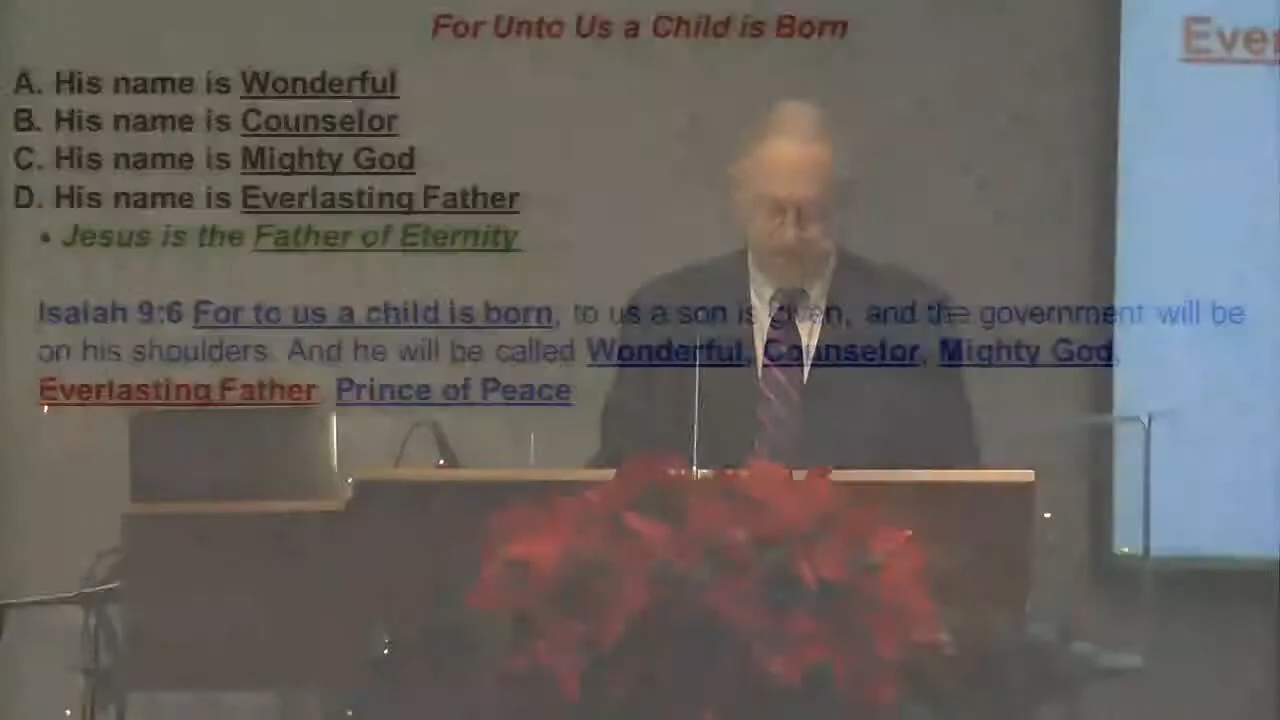 For Unto Us a Child is Born
Ever
A. His name is Wonderful
B. His name is Counselor
C. His name is Mighty God
D. His name is Everlasting Father
• Jesus is the Father of Eternity
Isaiah 9:6 For to us a child is born, to us a son is given, and the government will be
on his shoulders. And he will be called Wonderful, Counselor, Mighty God,
Everlasting Father, Prince of Peace